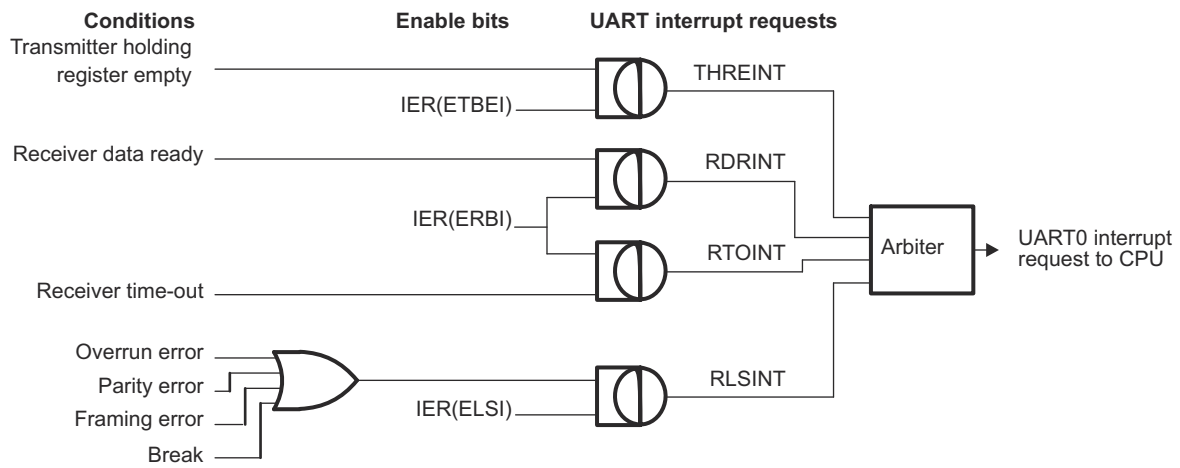 Conditions
Enable bits
UART interrupt requests
Transmitter holding
register empty
THREINT
IER(ETBEI)
Receiver data ready
RDRINT
IER(ERBI)
RTOINT
Arbiter
UART0 interrupt
request to CPU
Receiver time-out
Overrun error
Parity error
Framing error
Break
RLSINT
IER(ELSI)